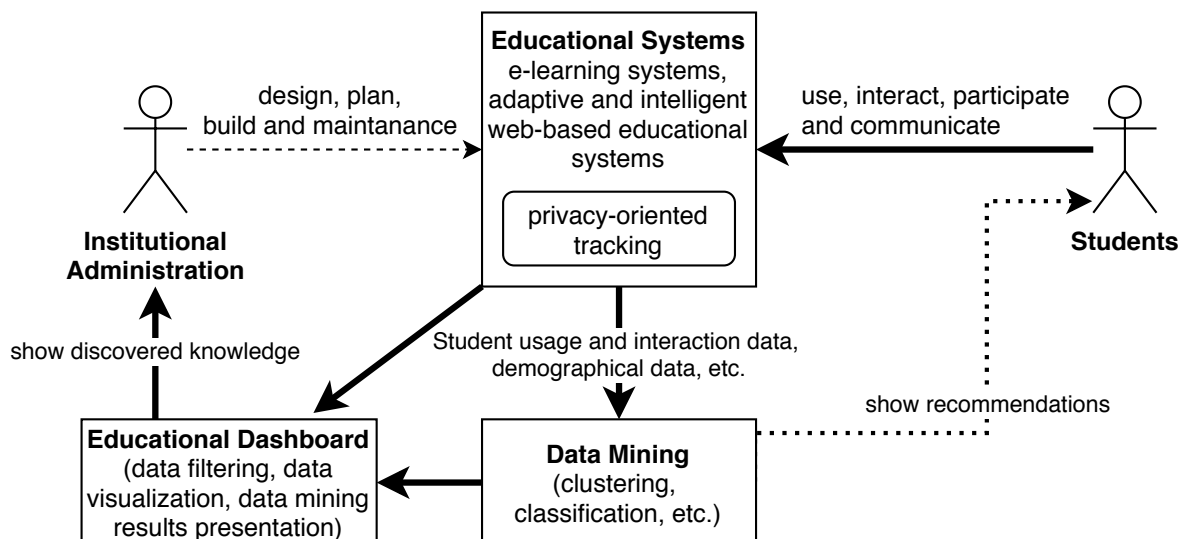 Educational Systems
e-learning systems,
adaptive and intelligent
web-based educational
systems
privacy-oriented
tracking
design, plan,
build and maintanance
use, interact, participate
and communicate
Institutional
Administration
Students
show discovered knowledge
Student usage and interaction data,
demographical data, etc.
show recommendations
Educational Dashboard
(data filtering, data
visualization, data mining
results presentation)
Data Mining
(clustering,
classification, etc.)